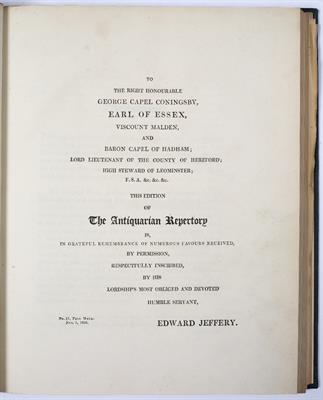 TO
THE RIGHT HONOURABLE
GEORGE CAPEL CONINGSBY,
EARL OF ESSEX,
VISCOUNT MALDEN,
AND
BARON CAPEL OF HADHAM;
LORD LIEUTENANT OF THE COUNTY OF HEREFORD;
HIGH STEWARD OF LEOMINSTER;
F.S.A. &c. &c. &c.
THIS EDITION
OF
The Antiquarian Repertory
IS,
IN GRATEFUL REMEMBRANCE OF NUMEROUS FAVOURS RECEIVED,
BY PERMISSION,
RESPECTFULLY INSCRIBED,
BY HIS
LORDSHIP'S MOST OBLIGED AND DEVOTED
HUMBLE SERVANT,
EDWARD JEFFERY.
Pall Mall,